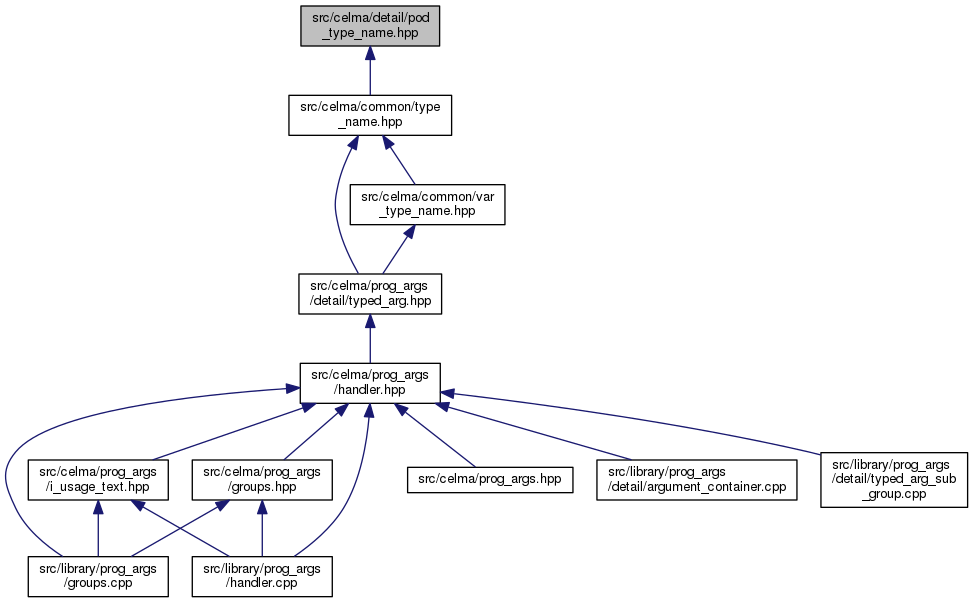 src/celma/detail/pod
_type_name.hpp
src/celma/common/type
_name.hpp
src/celma/common/var
_type_name.hpp
src/celma/prog_args
/detail/typed_arg.hpp
src/celma/prog_args
/handler.hpp
src/celma/prog_args
/i_usage_text.hpp
src/celma/prog_args
/groups.hpp
src/celma/prog_args.hpp
src/library/prog_args
/detail/argument_container.cpp
src/library/prog_args
/detail/typed_arg_sub
_group.cpp
src/library/prog_args
/groups.cpp
src/library/prog_args
/handler.cpp